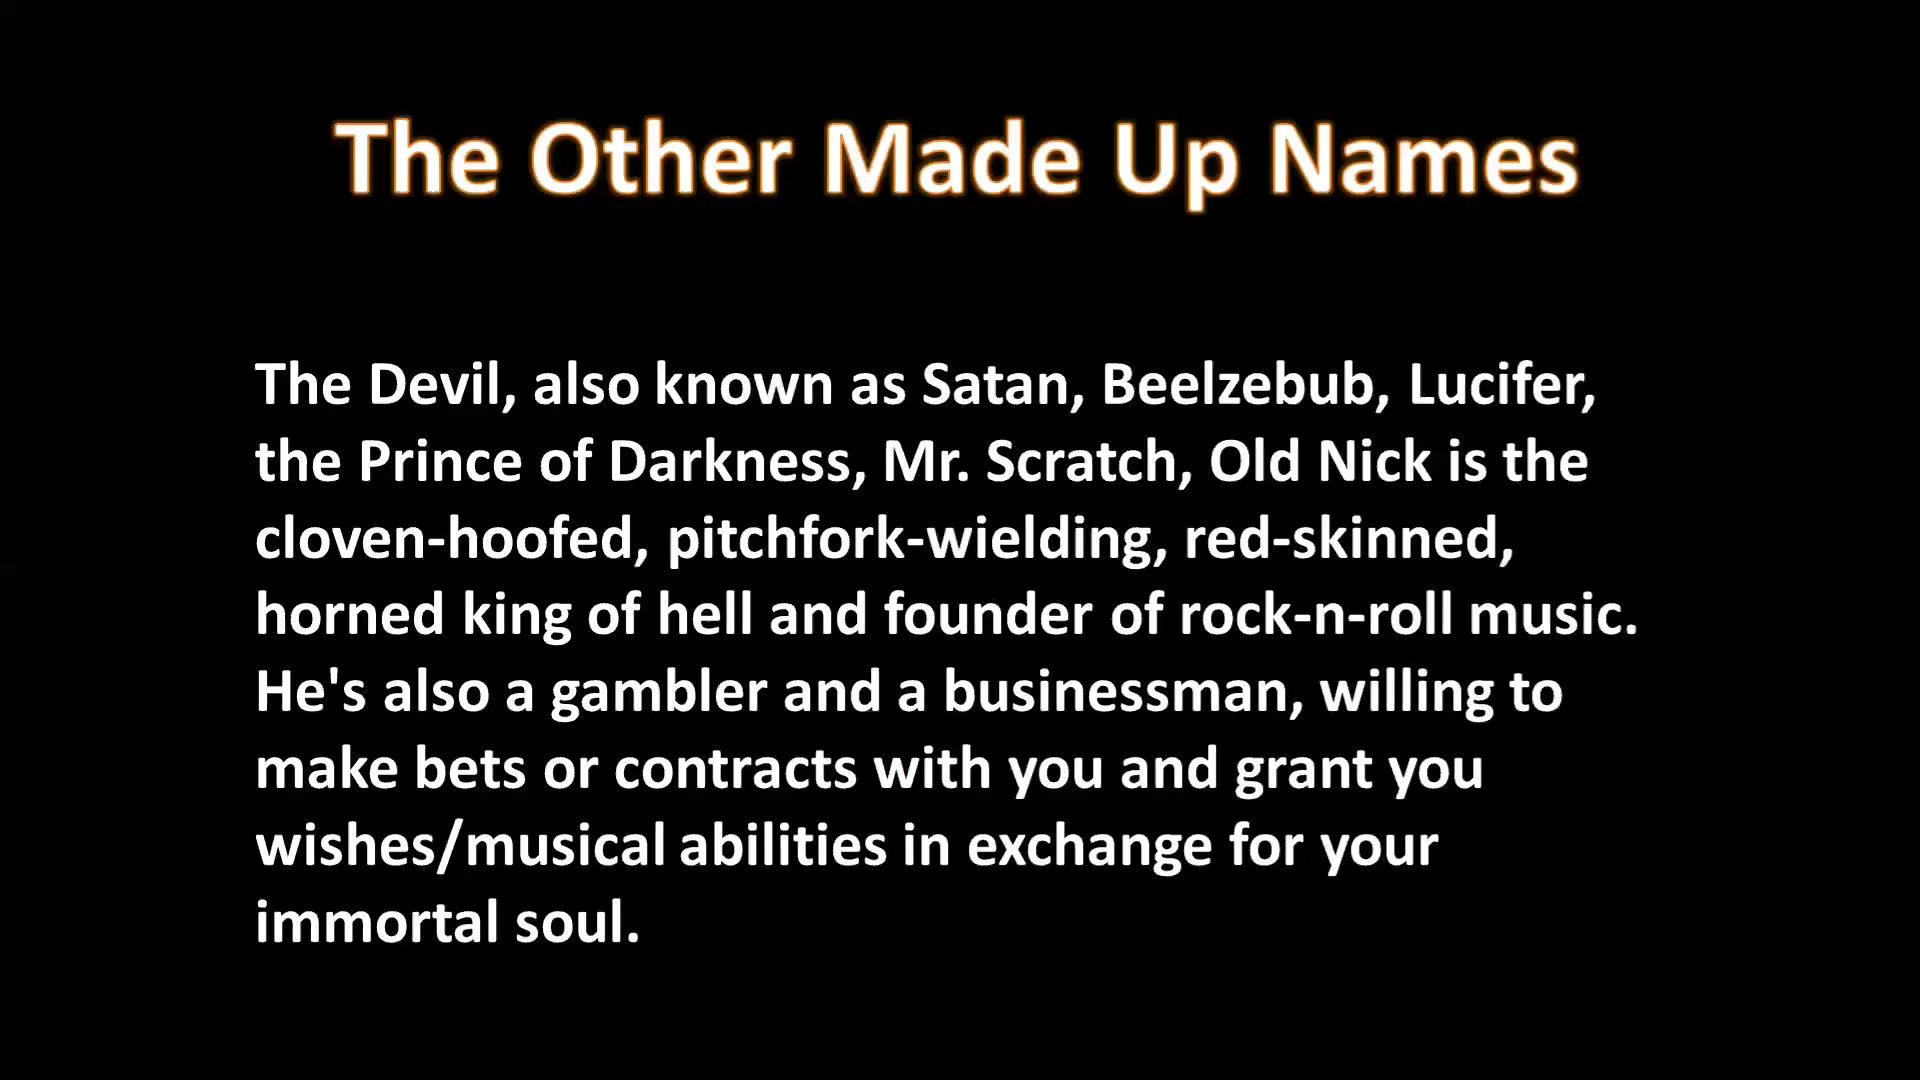 The Other Made Up Names
The Devil, also known as Satan, Beelzebub, Lucifer,
the Prince of Darkness, Mr. Scratch, Old Nick is the
cloven-hoofed, pitchfork-wielding, red-skinned,
horned king of hell and founder of rock-n-roll music.
He's also a gambler and a businessman, willing to
make bets or contracts with you and grant you
wishes/musical abilities in exchange for your
immortal soul.